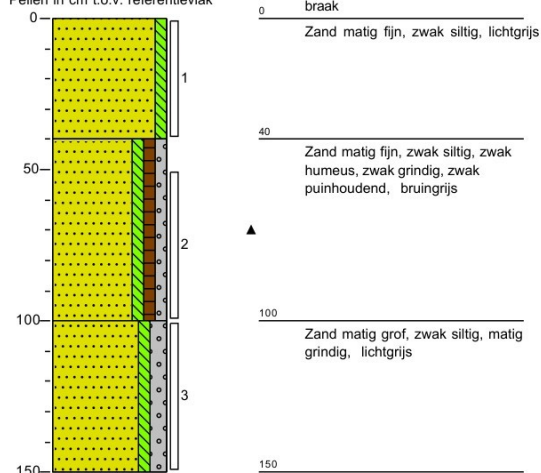 Peilen in cm t.o.v. referentievlak
braak
0
0
Zand matig fijn, zwak siltig, lichtgrijs
1
40
Zand matig fijn, zwak siltig, zwak
humeus, zwak grindig, zwak
puinhoudend, bruingrijs
50
2
100
100
Zand matig grof, zwak siltig, matig
grindig, lichtgrijs
3
150
150